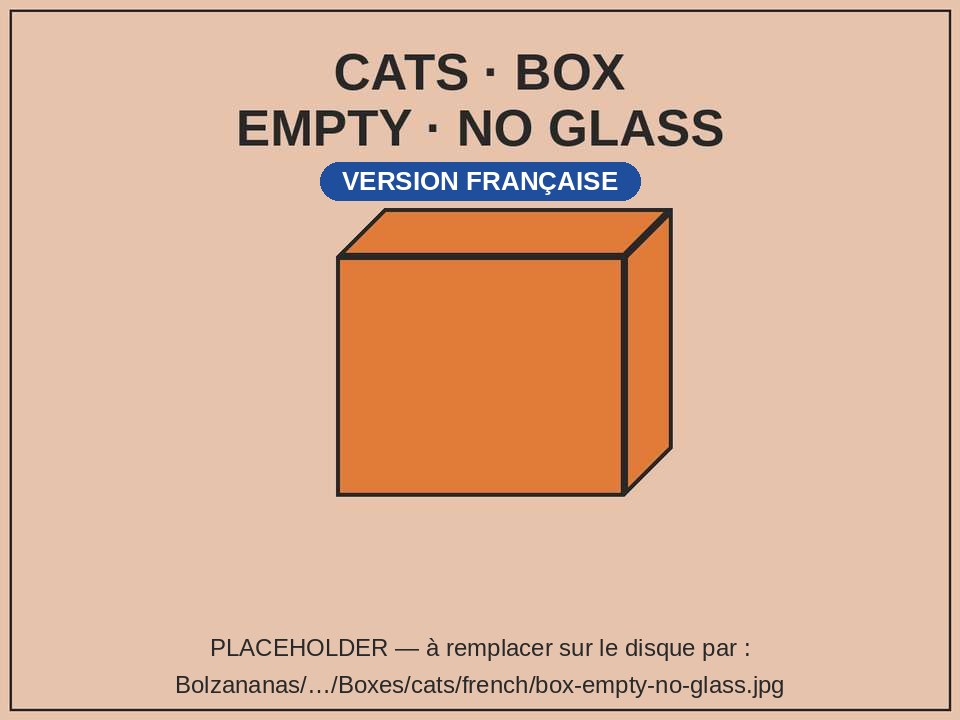 CATS · BOX
EMPTY · NO GLASS
VERSION FRANÇAISE
PLACEHOLDER — à remplacer sur le disque par :
Bolzananas/…/Boxes/cats/french/box-empty-no-glass.jpg